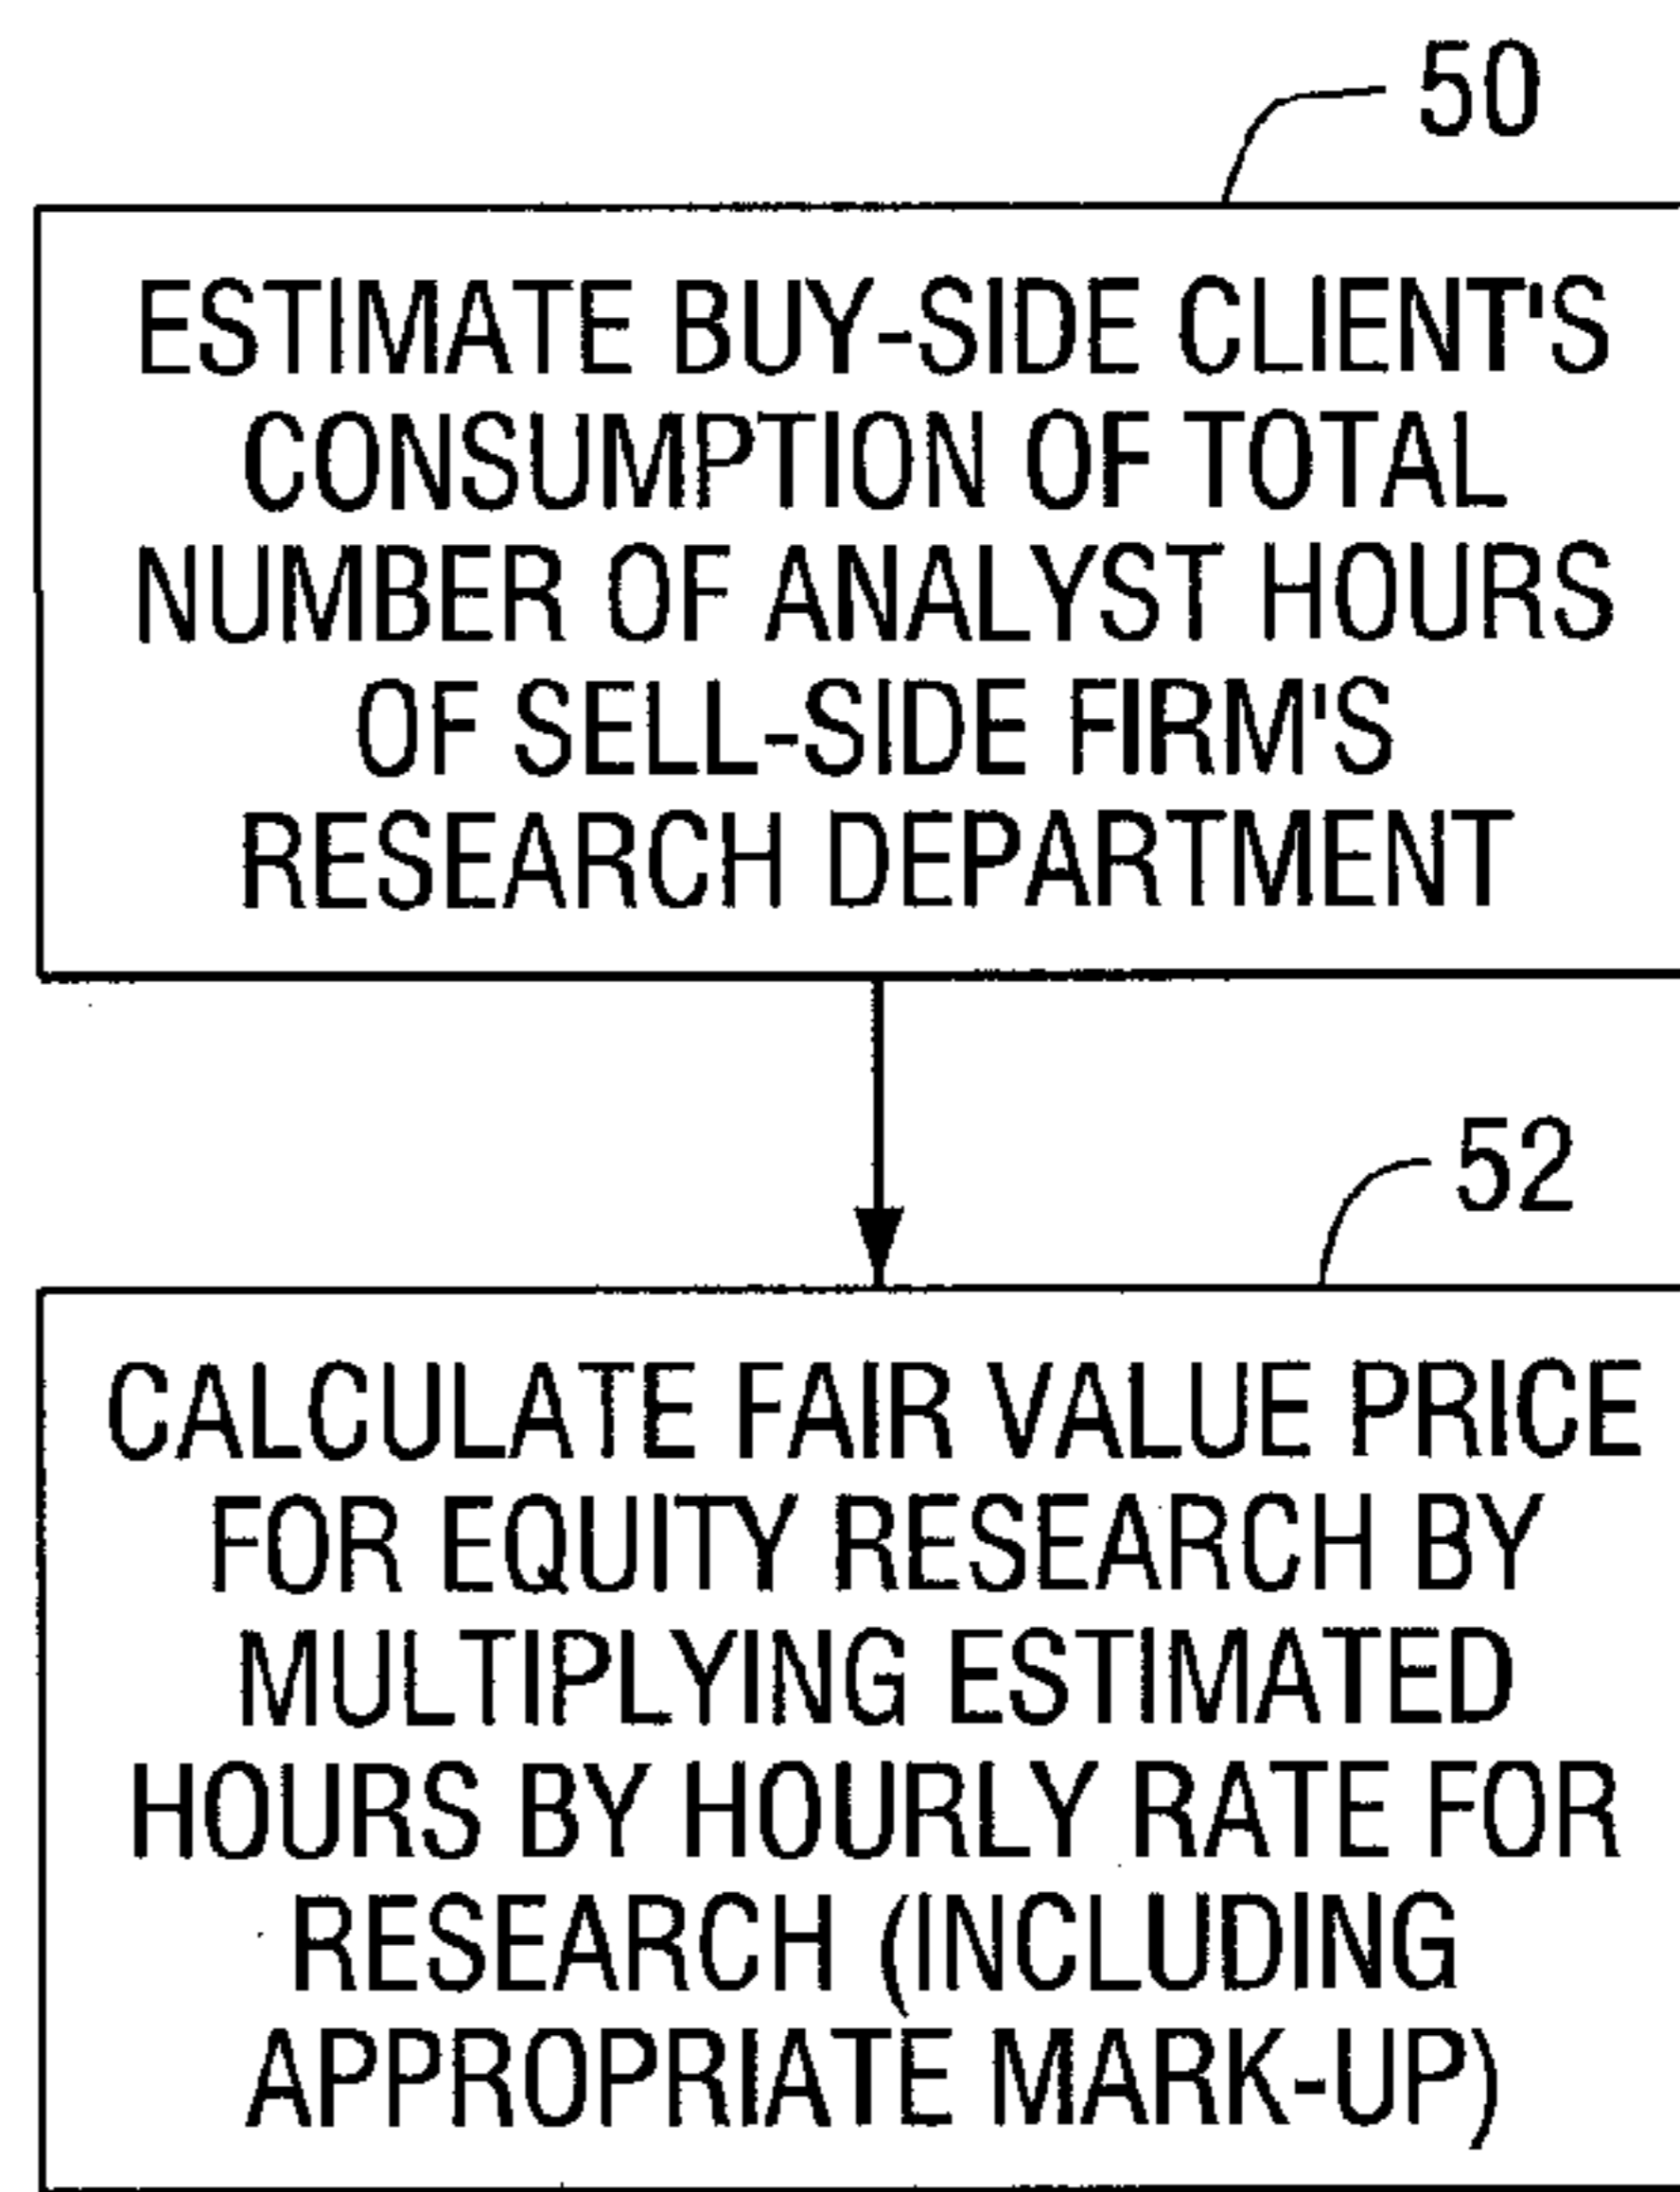 50
ESTIMATE BUY-SIDE CLIENT'S
CONSUMPTION OF TOTAL
NUMBER OF ANALYST HOURS
OF SELL-SIDE FIRM'S
RESEARCH DEPARTMENT
52
CALCULATE FAIR VALUE PRICE
FOR EQUITY RESEARCH BY
MULTIPLYING ESTIMATED
HOURS BY HOURLY RATE FOR
RESEARCH (INCLUDING
APPROPRIATE MARK-UP)